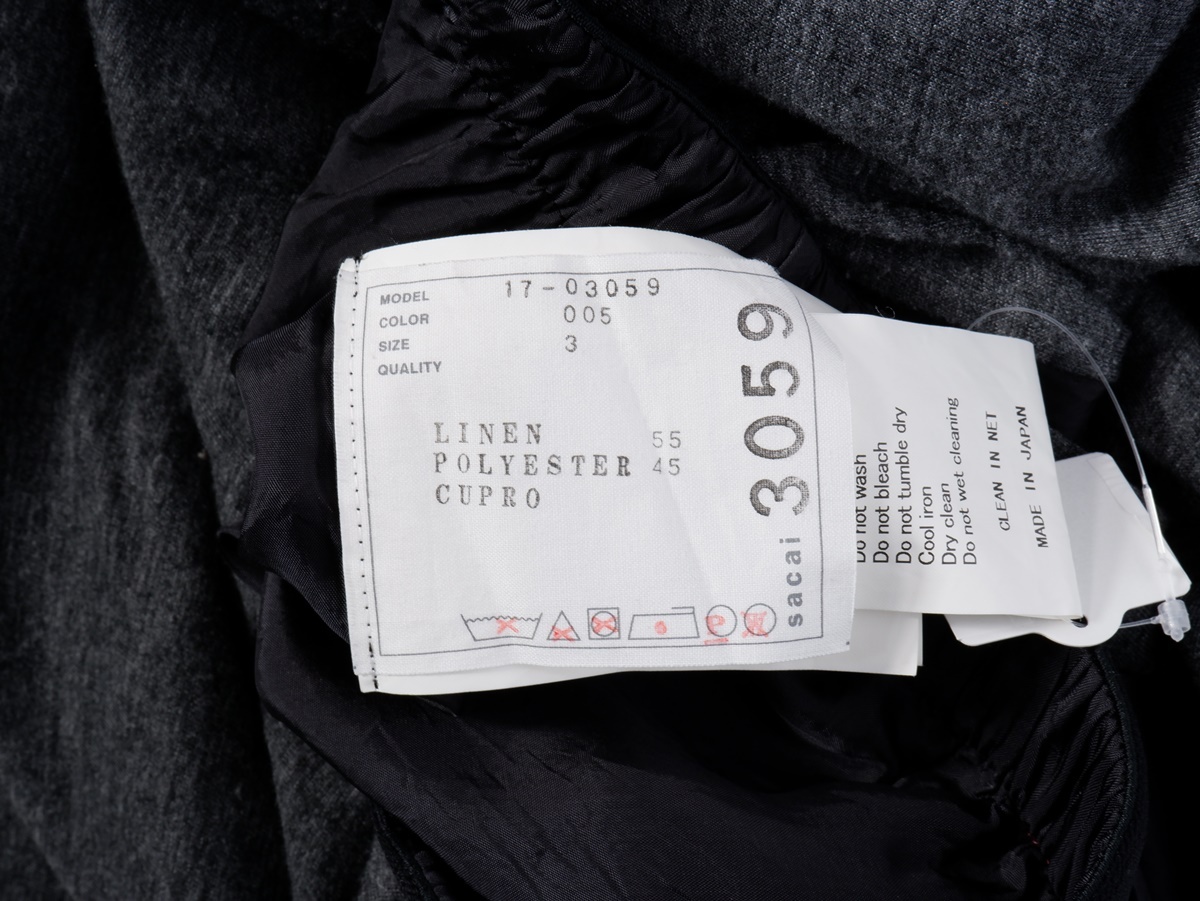 MODEL 17-03059
COLOR 005
SIZE 3
QUALITY
LINEN 55
POLYESTER 45
CUPRO
sacai 3059
Do not wash
Do not bleach
Do not tumble dry
Cool iron
Dry clean
Do not wet cleaning
CLEAN IN NET
MADE IN JAPAN